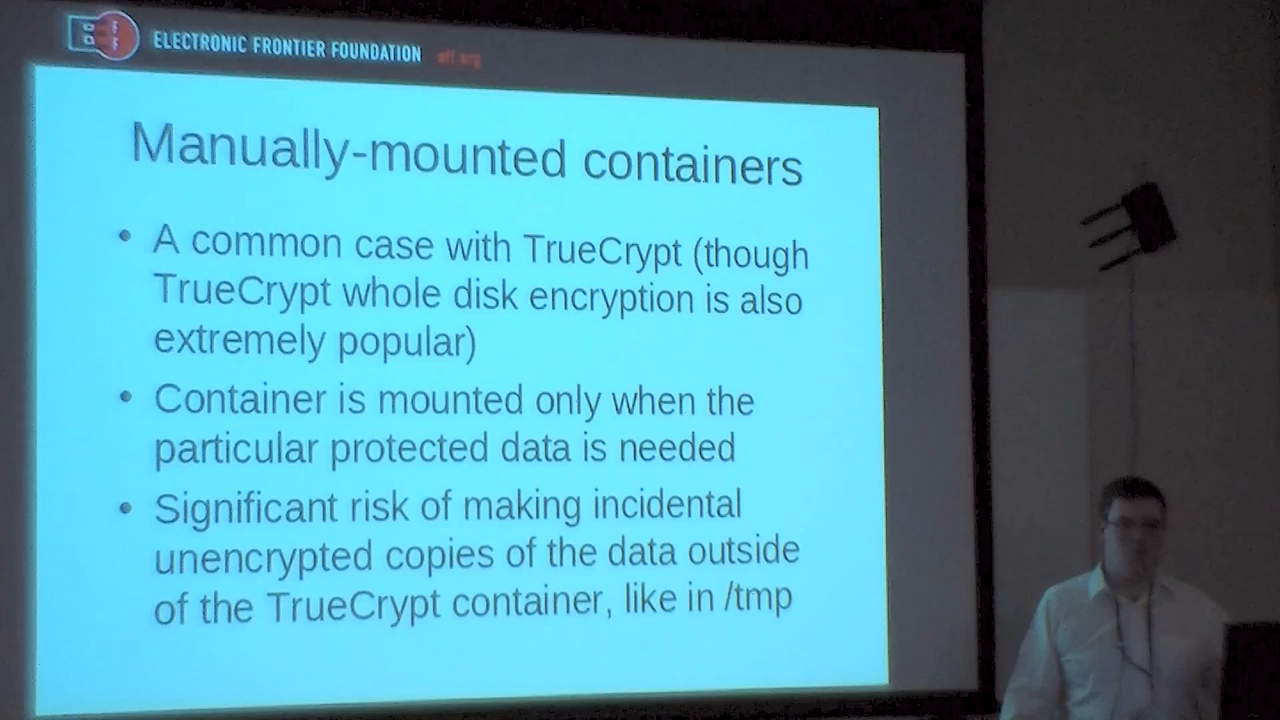 EFF
ELECTRONIC FRONTIER FOUNDATION eff.org
Manually-mounted containers
• A common case with TrueCrypt (though
TrueCrypt whole disk encryption is also
extremely popular)
• Container is mounted only when the
particular protected data is needed
• Significant risk of making incidental
unencrypted copies of the data outside
of the TrueCrypt container, like in /tmp